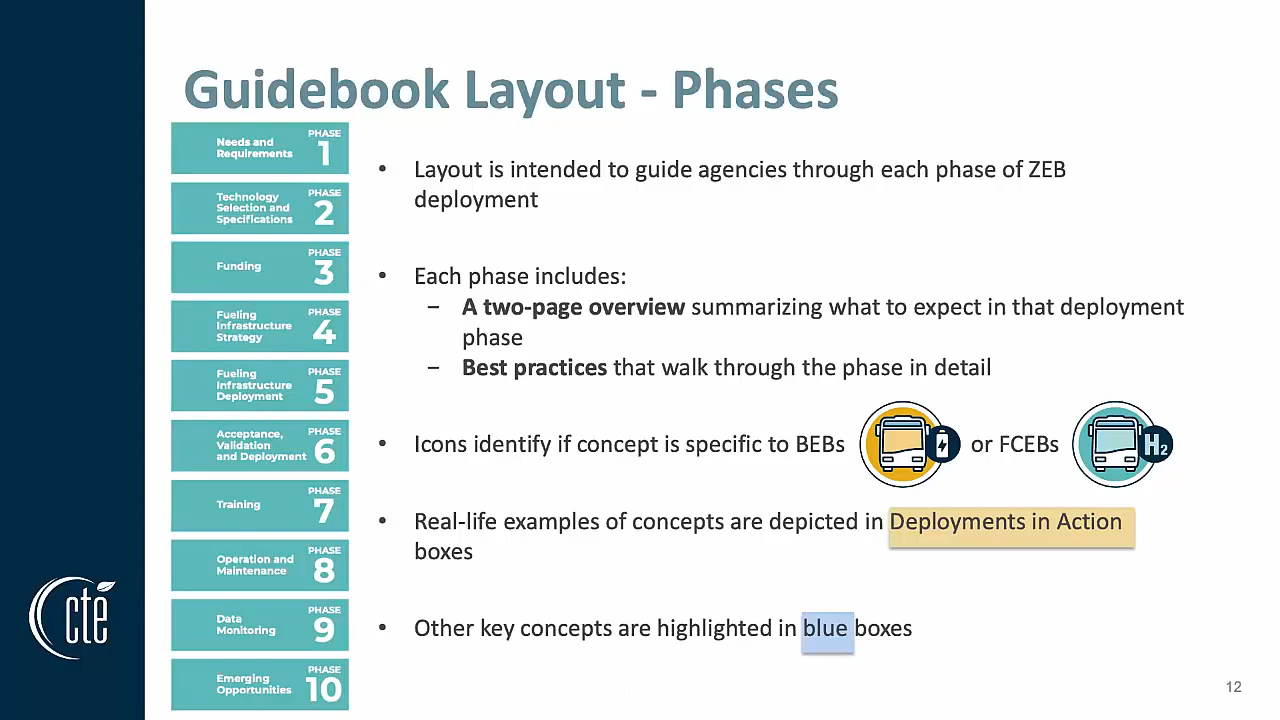 Guidebook Layout - Phases
Needs and
Requirements
PHASE
1
Technology
Selection and
Specifications
PHASE
2
Funding
PHASE
3
Fueling
Infrastructure
Strategy
PHASE
4
Fueling
Infrastructure
Deployment
PHASE
5
Acceptance,
Validation
and Deployment
PHASE
6
Training
PHASE
7
Operation and
Maintenance
PHASE
8
Data
Monitoring
PHASE
9
Emerging
Opportunities
PHASE
10
• Layout is intended to guide agencies through each phase of ZEB
deployment
• Each phase includes:
– A two-page overview summarizing what to expect in that deployment
phase
– Best practices that walk through the phase in detail
• Icons identify if concept is specific to BEBs or FCEBs
H2
• Real-life examples of concepts are depicted in Deployments in Action
boxes
• Other key concepts are highlighted in blue boxes
cte
12